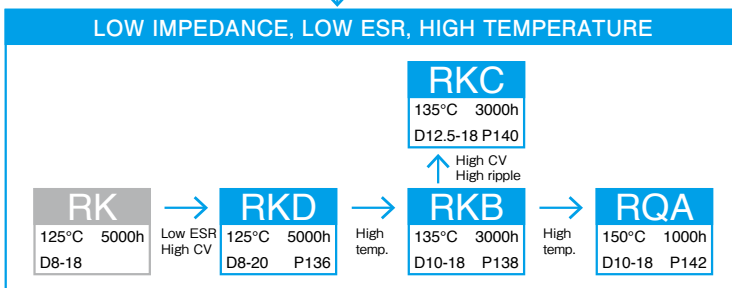 LOW IMPEDANCE, LOW ESR, HIGH TEMPERATURE
RKC
135°C 3000h
D12.5-18 P140
High CV
High ripple
RK
125°C 5000h
D8-18
Low ESR
High CV
RKD
125°C 5000h
D8-20 P136
High
temp.
RKB
135°C 3000h
D10-18 P138
High
temp.
RQA
150°C 1000h
D10-18 P142